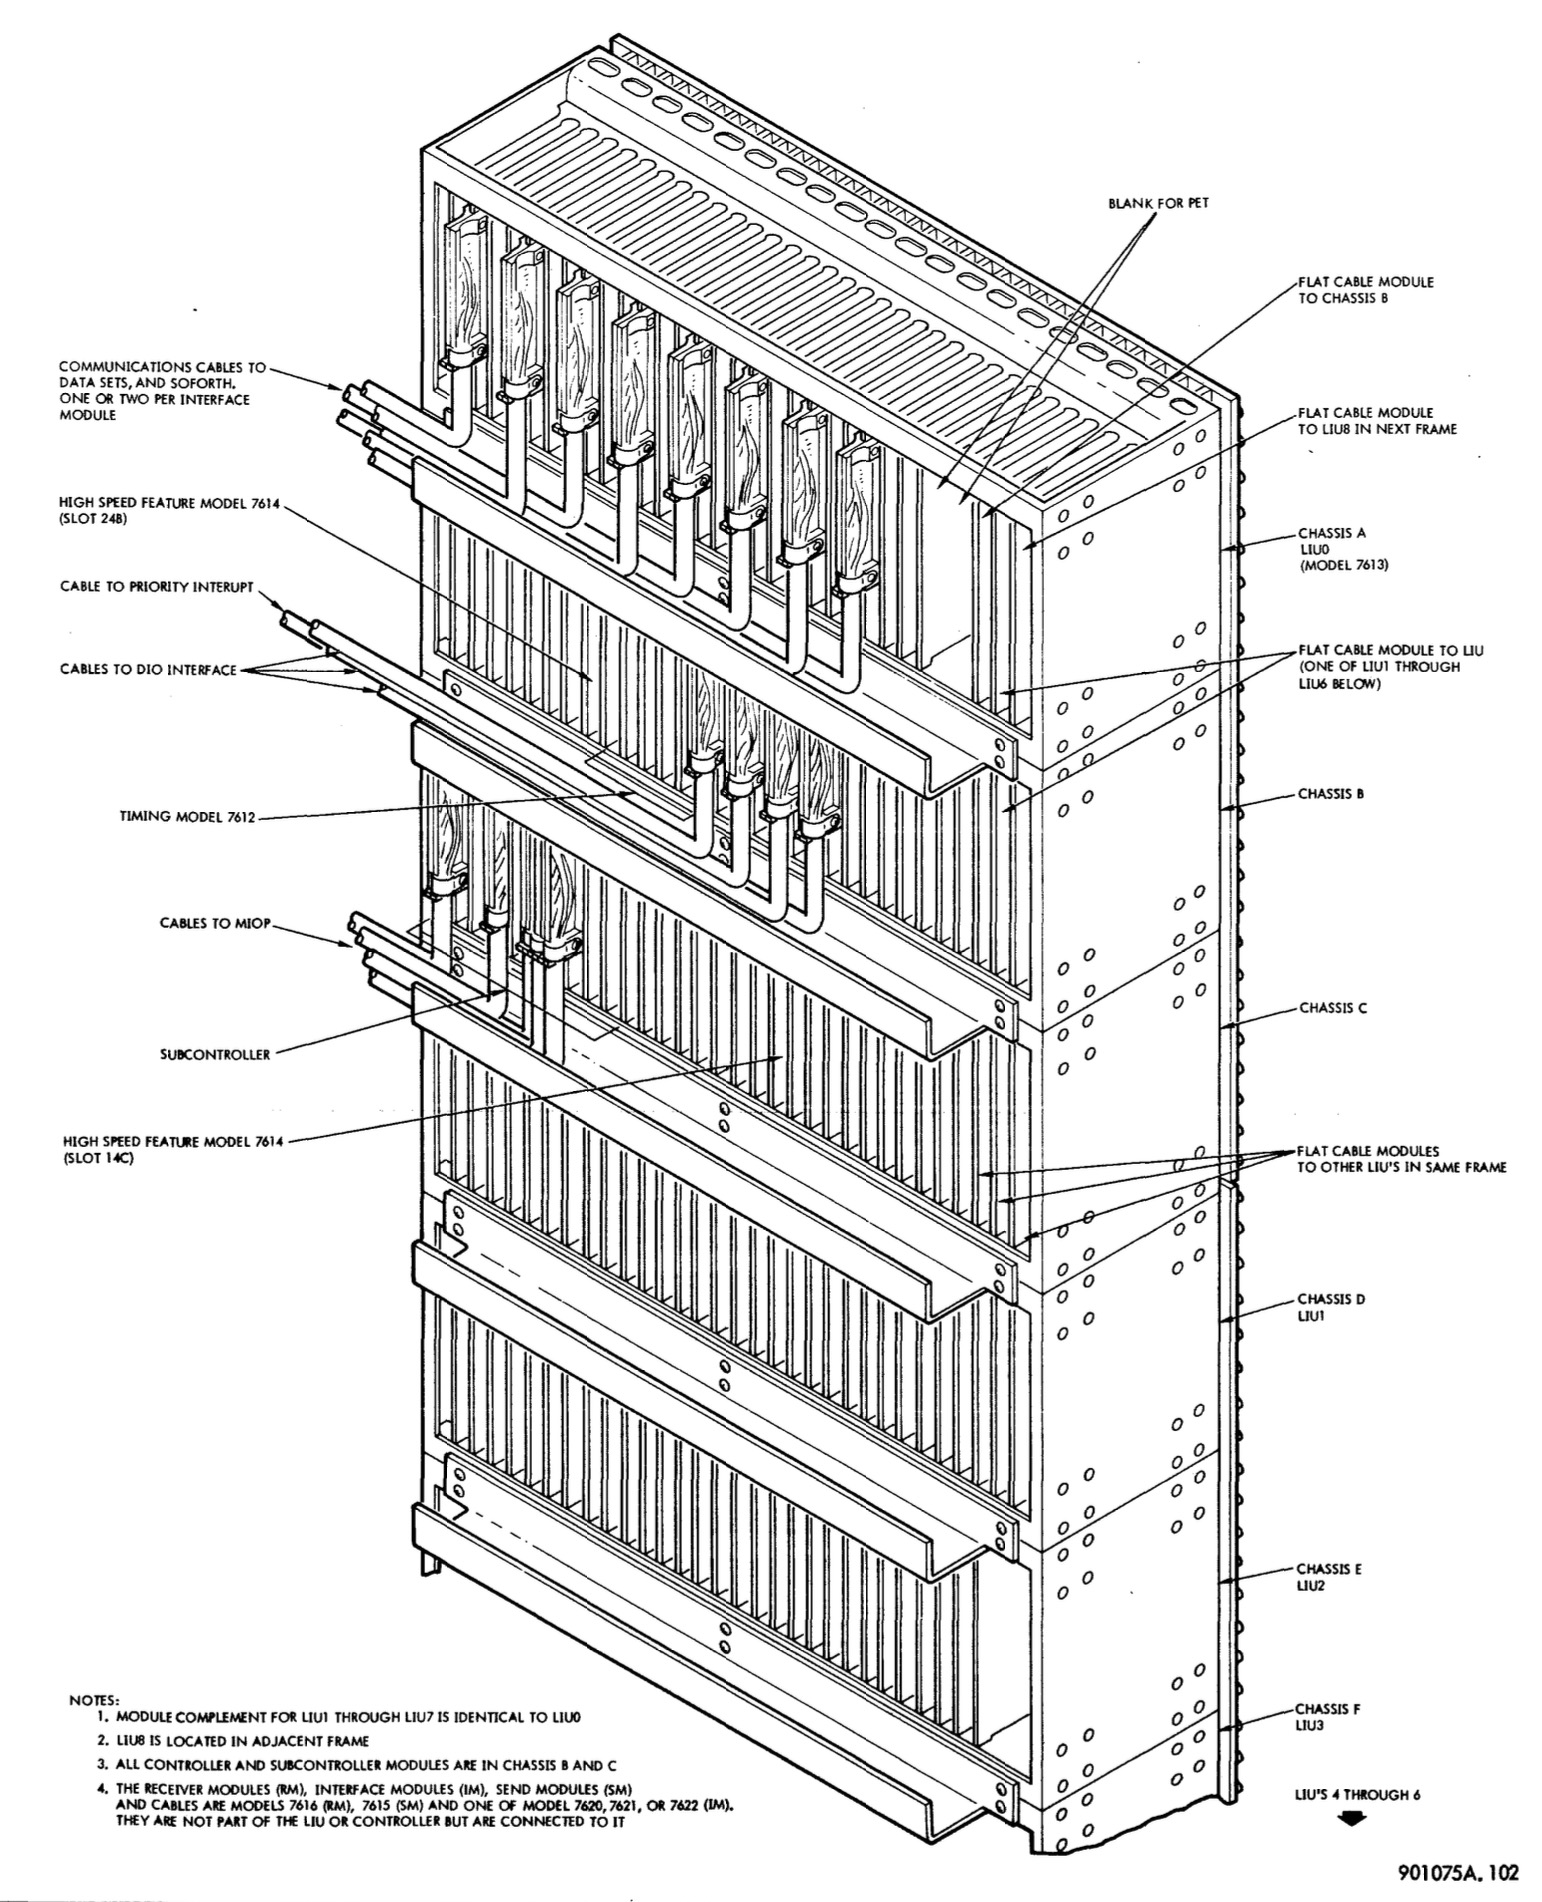 BLANK FOR PET
FLAT CABLE MODULE
TO CHASSIS B
COMMUNICATIONS CABLES TO
DATA SETS, AND SOFORTH.
ONE OR TWO PER INTERFACE
MODULE
FLAT CABLE MODULE
TO LIU8 IN NEXT FRAME
HIGH SPEED FEATURE MODEL 7614
(SLOT 24B)
CHASSIS A
LIU0
(MODEL 7613)
CABLE TO PRIORITY INTERUPT
CABLES TO DIO INTERFACE
FLAT CABLE MODULE TO LIU
(ONE OF LIU1 THROUGH
LIU6 BELOW)
TIMING MODEL 7612
CHASSIS B
CABLES TO MIOP
CHASSIS C
SUBCONTROLLER
HIGH SPEED FEATURE MODEL 7614
(SLOT 14C)
FLAT CABLE MODULES
TO OTHER LIU'S IN SAME FRAME
CHASSIS D
LIU1
CHASSIS E
LIU2
CHASSIS F
LIU3
LIU'S 4 THROUGH 6
NOTES:
1. MODULE COMPLEMENT FOR LIU1 THROUGH LIU7 IS IDENTICAL TO LIU0
2. LIU8 IS LOCATED IN ADJACENT FRAME
3. ALL CONTROLLER AND SUBCONTROLLER MODULES ARE IN CHASSIS B AND C
4. THE RECEIVER MODULES (RM), INTERFACE MODULES (IM), SEND MODULES (SM)
AND CABLES ARE MODELS 7616 (RM), 7615 (SM) AND ONE OF MODEL 7620, 7621, OR 7622 (IM).
THEY ARE NOT PART OF THE LIU OR CONTROLLER BUT ARE CONNECTED TO IT
901075A. 102